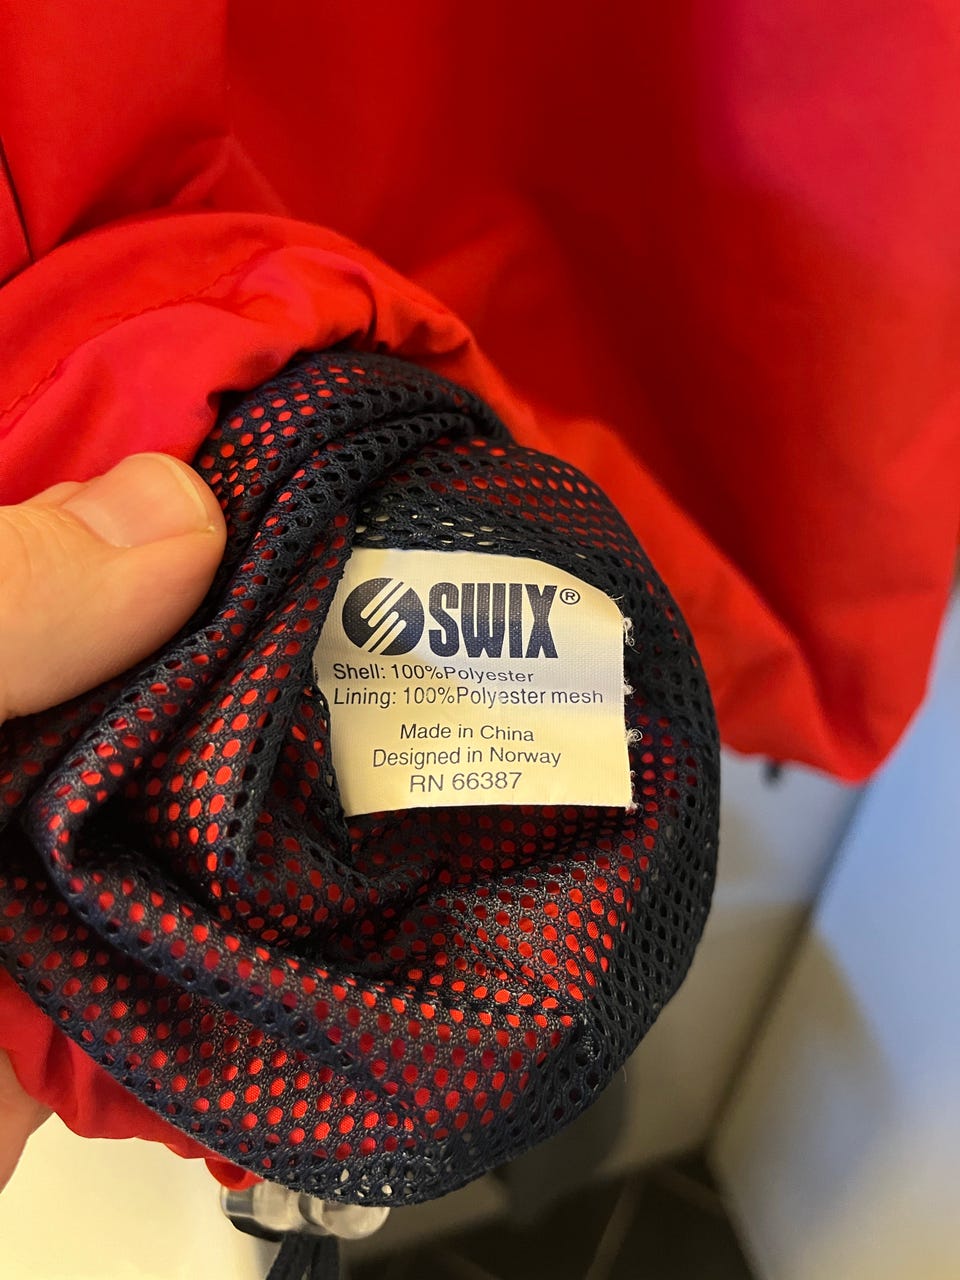 SWIX®
Shell: 100%Polyester
Lining: 100%Polyester mesh
Made in China
Designed in Norway
RN 66387